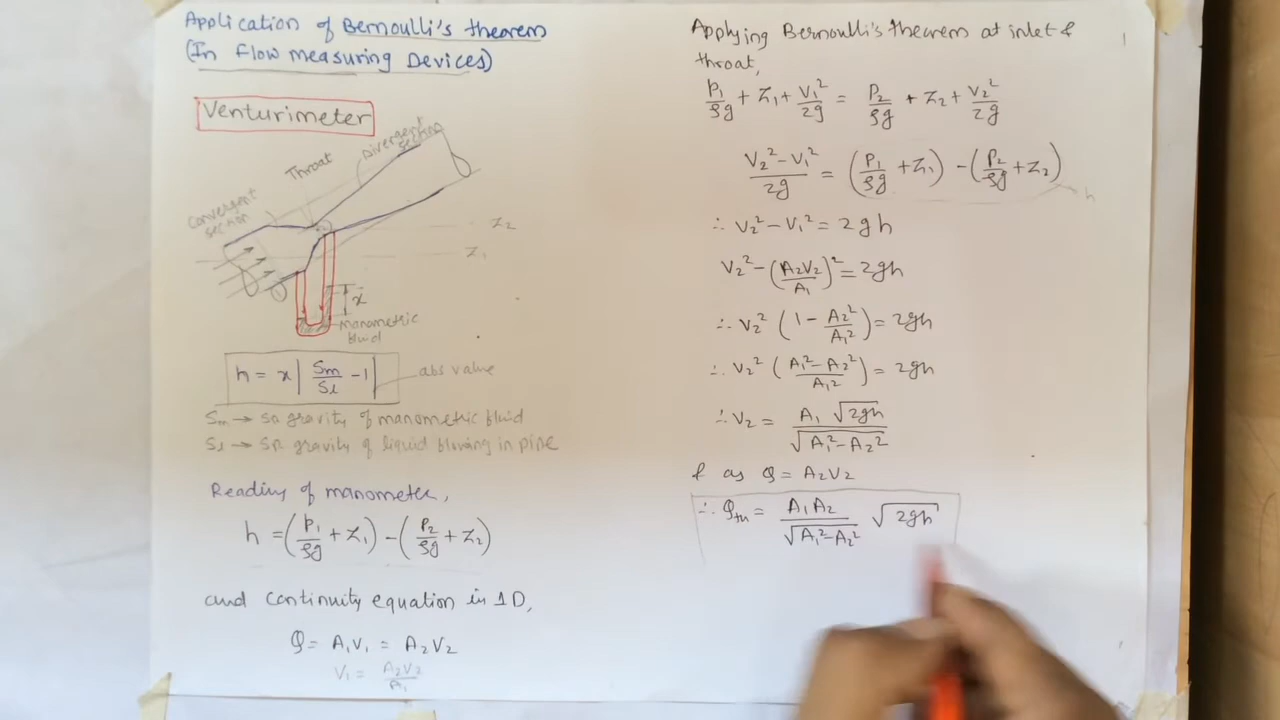 Application of Bernoulli's theorem
(In Flow measuring Devices)
Venturimeter
Convergent section
Throat
Divergent section
Z2
Z1
x
manometric fluid
h = x | Sm/Sl - 1 |
abs value
Sm → sp gravity of manometric fluid
Sl → sp gravity of liquid flowing in pipe
Reading of manometer,
h = (P1/ρg + Z1) - (P2/ρg + Z2)
and continuity equation in 1D,
Q = A1V1 = A2V2
V1 = A2V2/A1
Applying Bernoulli's theorem at inlet &
throat,
P1/ρg + Z1 + V1²/2g = P2/ρg + Z2 + V2²/2g
V2² - V1²/2g = (P1/ρg + Z1) - (P2/ρg + Z2)
h
∴ V2² - V1² = 2gh
V2² - (A2V2/A1)² = 2gh
∴ V2² (1 - A2²/A1²) = 2gh
∴ V2² (A1² - A2²/A1²) = 2gh
∴ V2 = A1 √2gh / √A1² - A2²
& as Q = A2V2
∴ Qth = A1A2 / √A1² - A2² √2gh